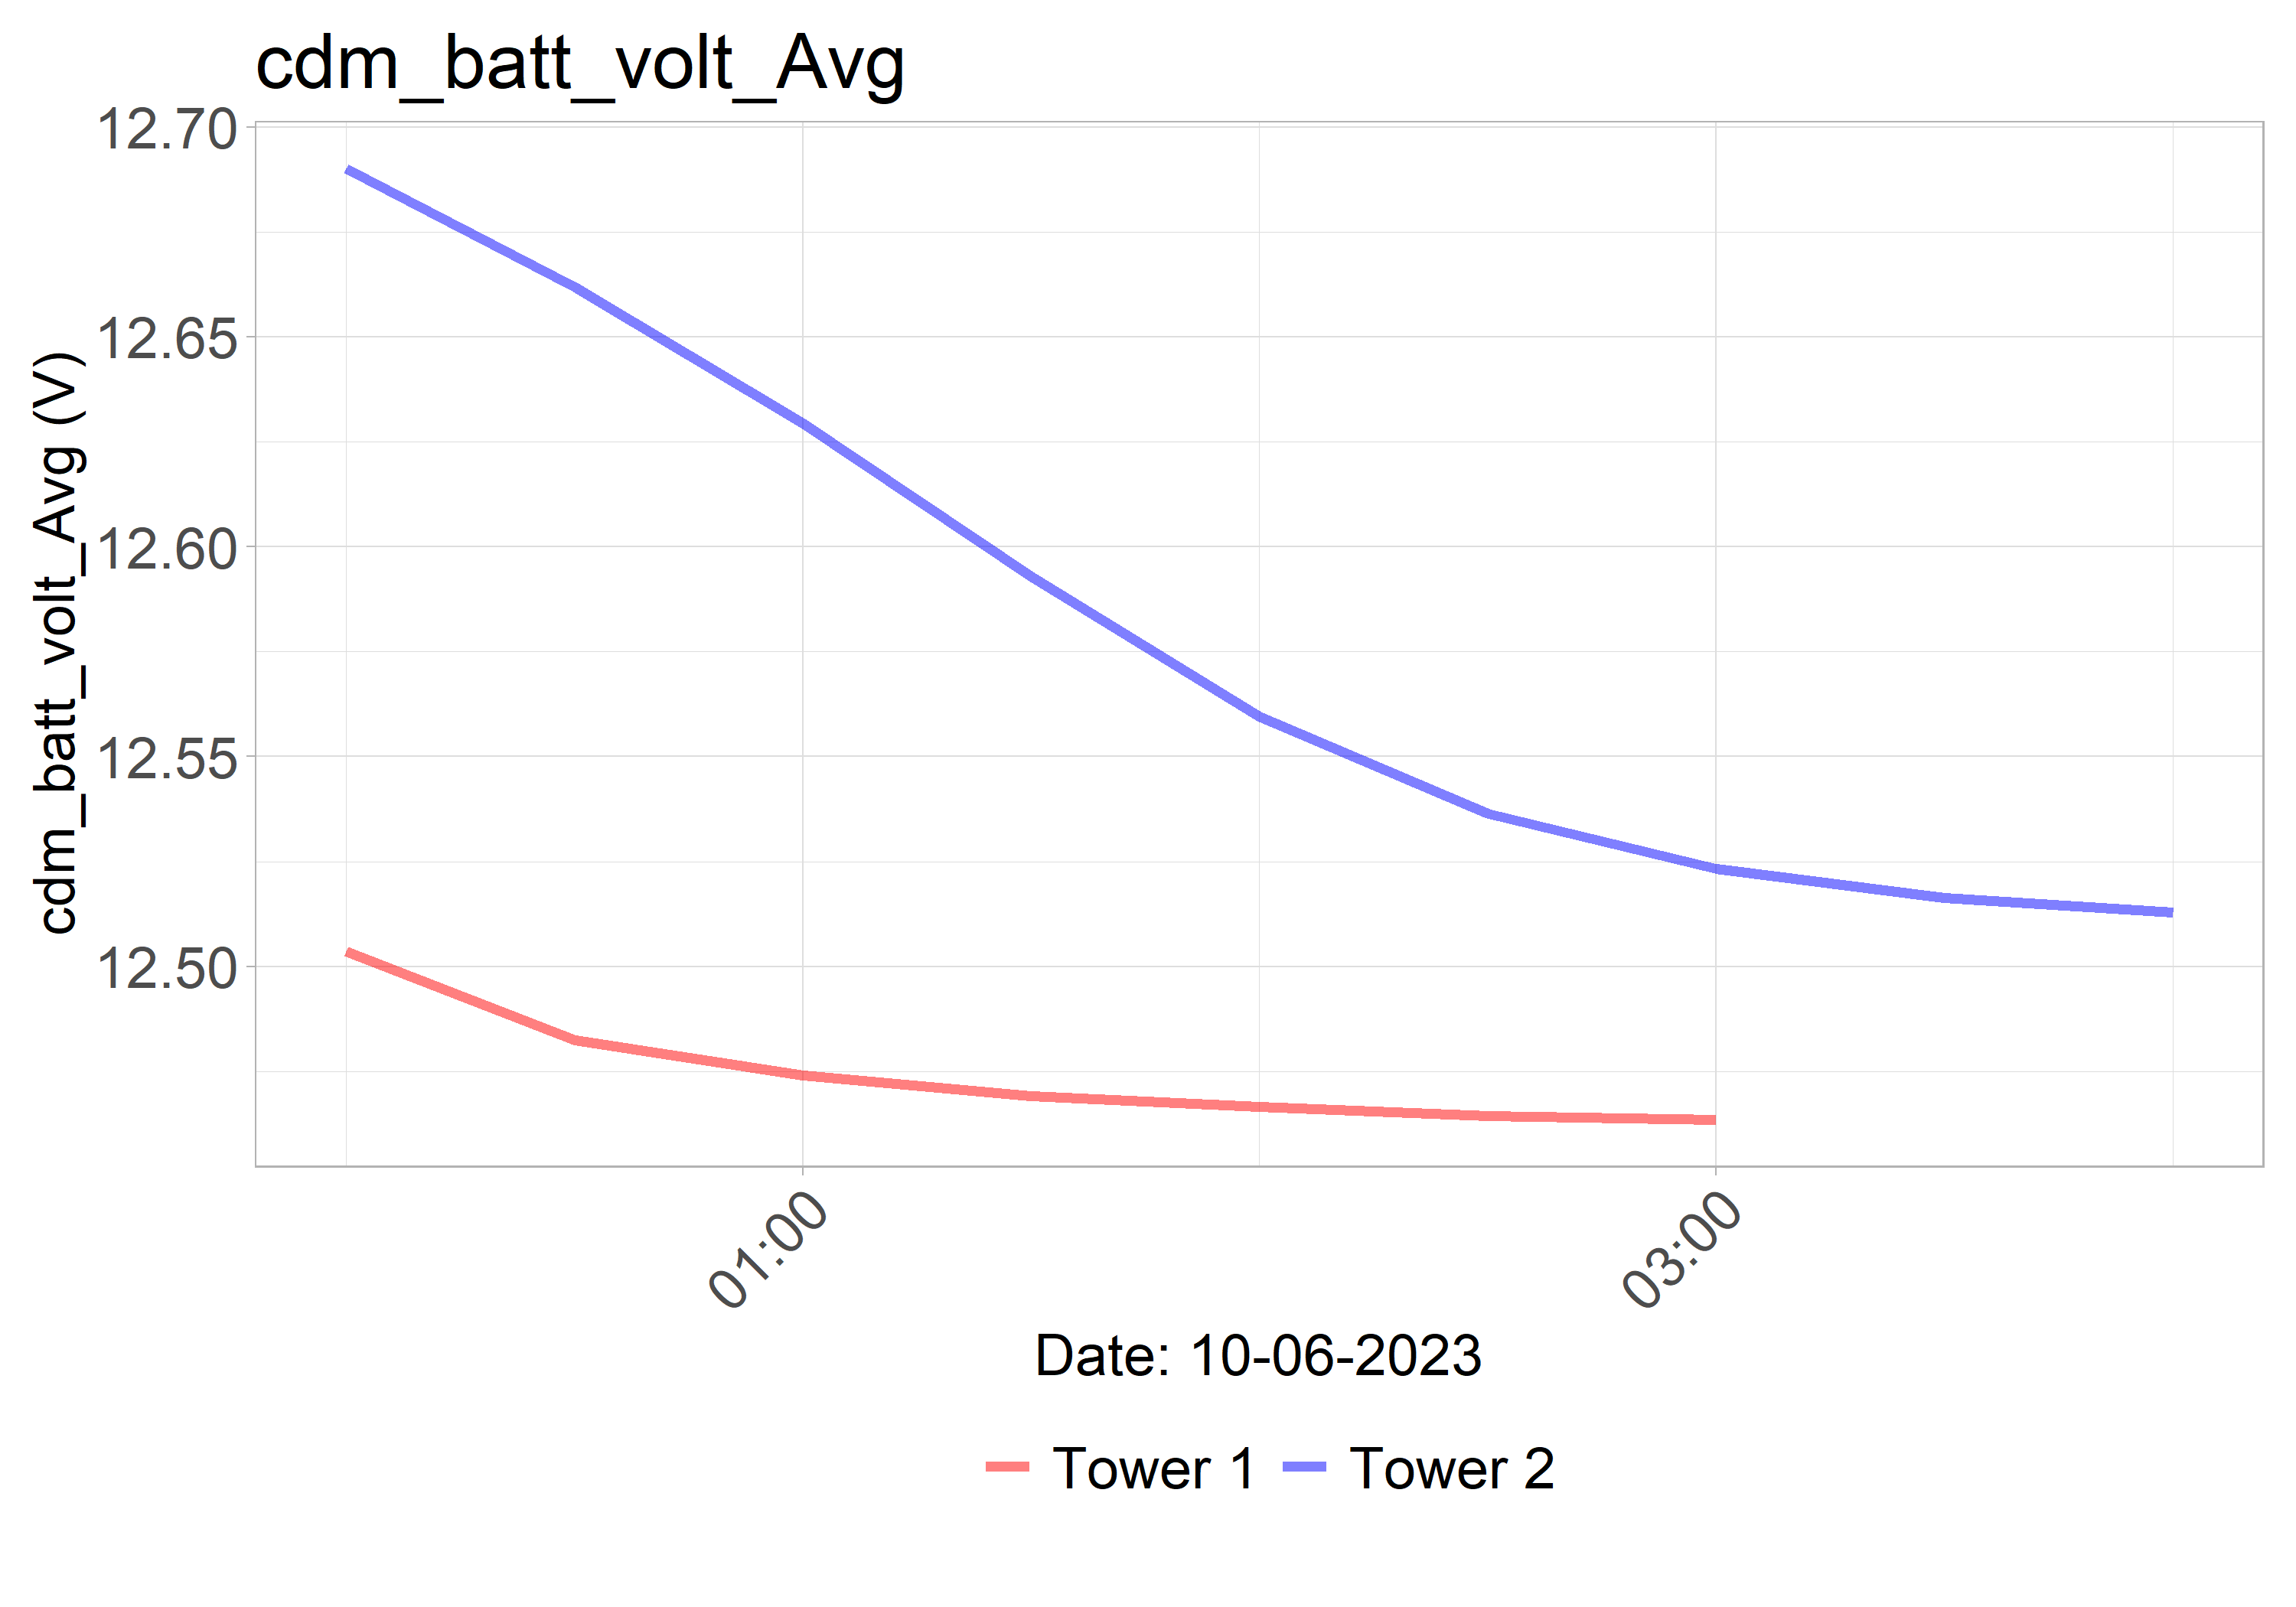 cdm_batt_volt_Avg
12.70
12.65
12.60
12.55
12.50
cdm_batt_volt_Avg (V)
01:00
03:00
Date: 10-06-2023
Tower 1
Tower 2